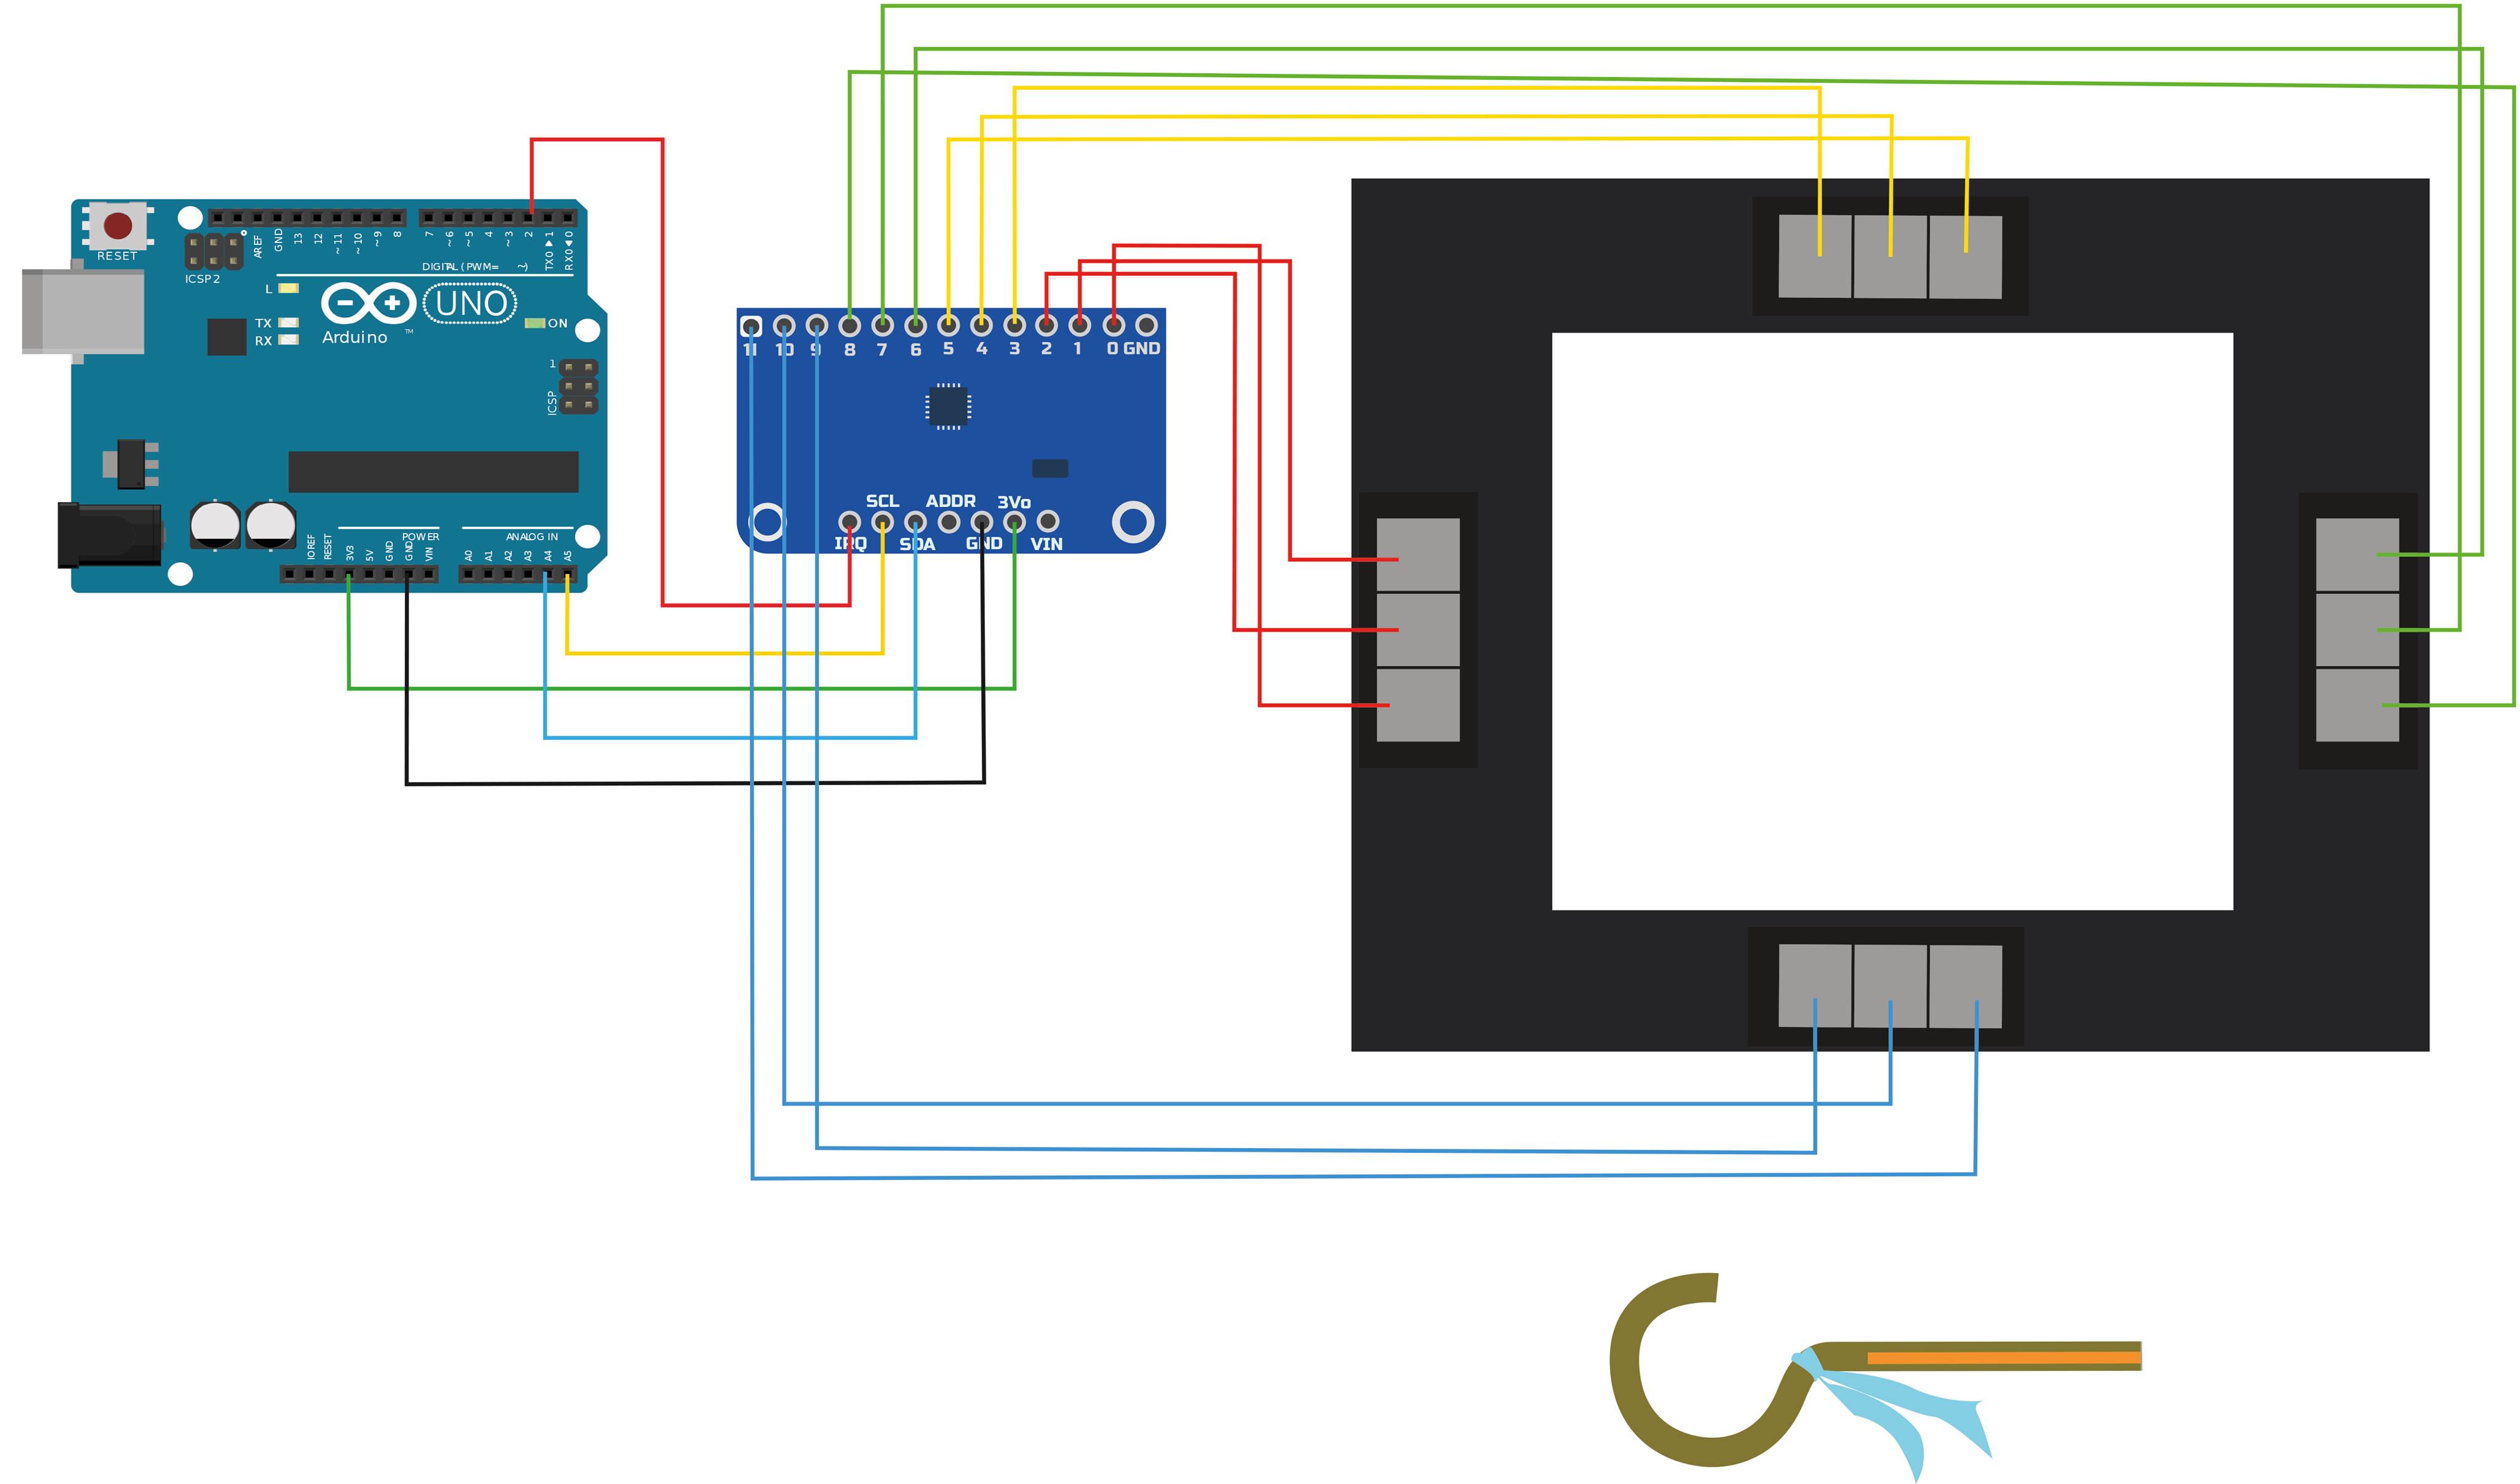 RESET
ICSP2
AREF
GND
13
12
~11
~10
~9
8
7
~6
~5
4
~3
2
TX0 1
RX0 0
DIGITAL (PWM= ~)
L
TX
RX
Arduino
TM
UNO
ON
1
ICSP
POWER
ANALOG IN
IOREF
RESET
3V3
5V
GND
GND
VIN
A0
A1
A2
A3
A4
A5
11 10 9 8 7 6 5 4 3 2 1 0 GND
SCL ADDR 3Vo
IRQ SDA GND VIN